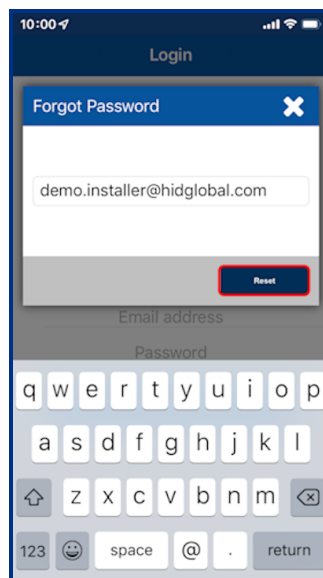 10:00
Login
Forgot Password
demo.installer@hidglobal.com
Reset
Email address
Password
q w e r t y u i o p
a s d f g h j k l
z x c v b n m
123 space @ . return